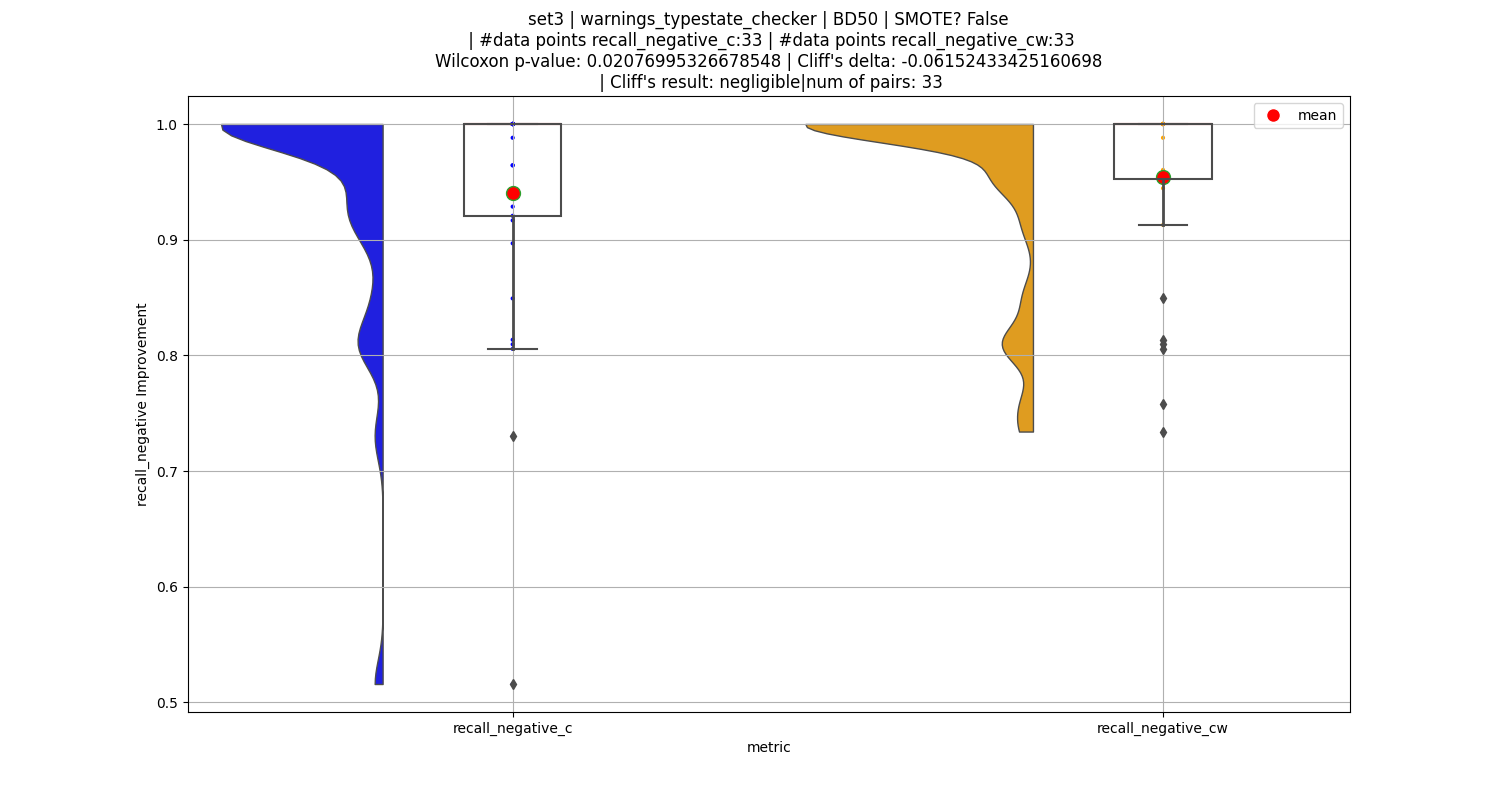 set3 | warnings_typestate_checker | BD50 | SMOTE? False
| #data points recall_negative_c:33 | #data points recall_negative_cw:33
Wilcoxon p-value: 0.02076995326678548 | Cliff's delta: -0.06152433425160698
| Cliff's result: negligible|num of pairs: 33
mean
1.0
0.9
0.8
0.7
0.6
0.5
recall_negative Improvement
recall_negative_c
recall_negative_cw
metric